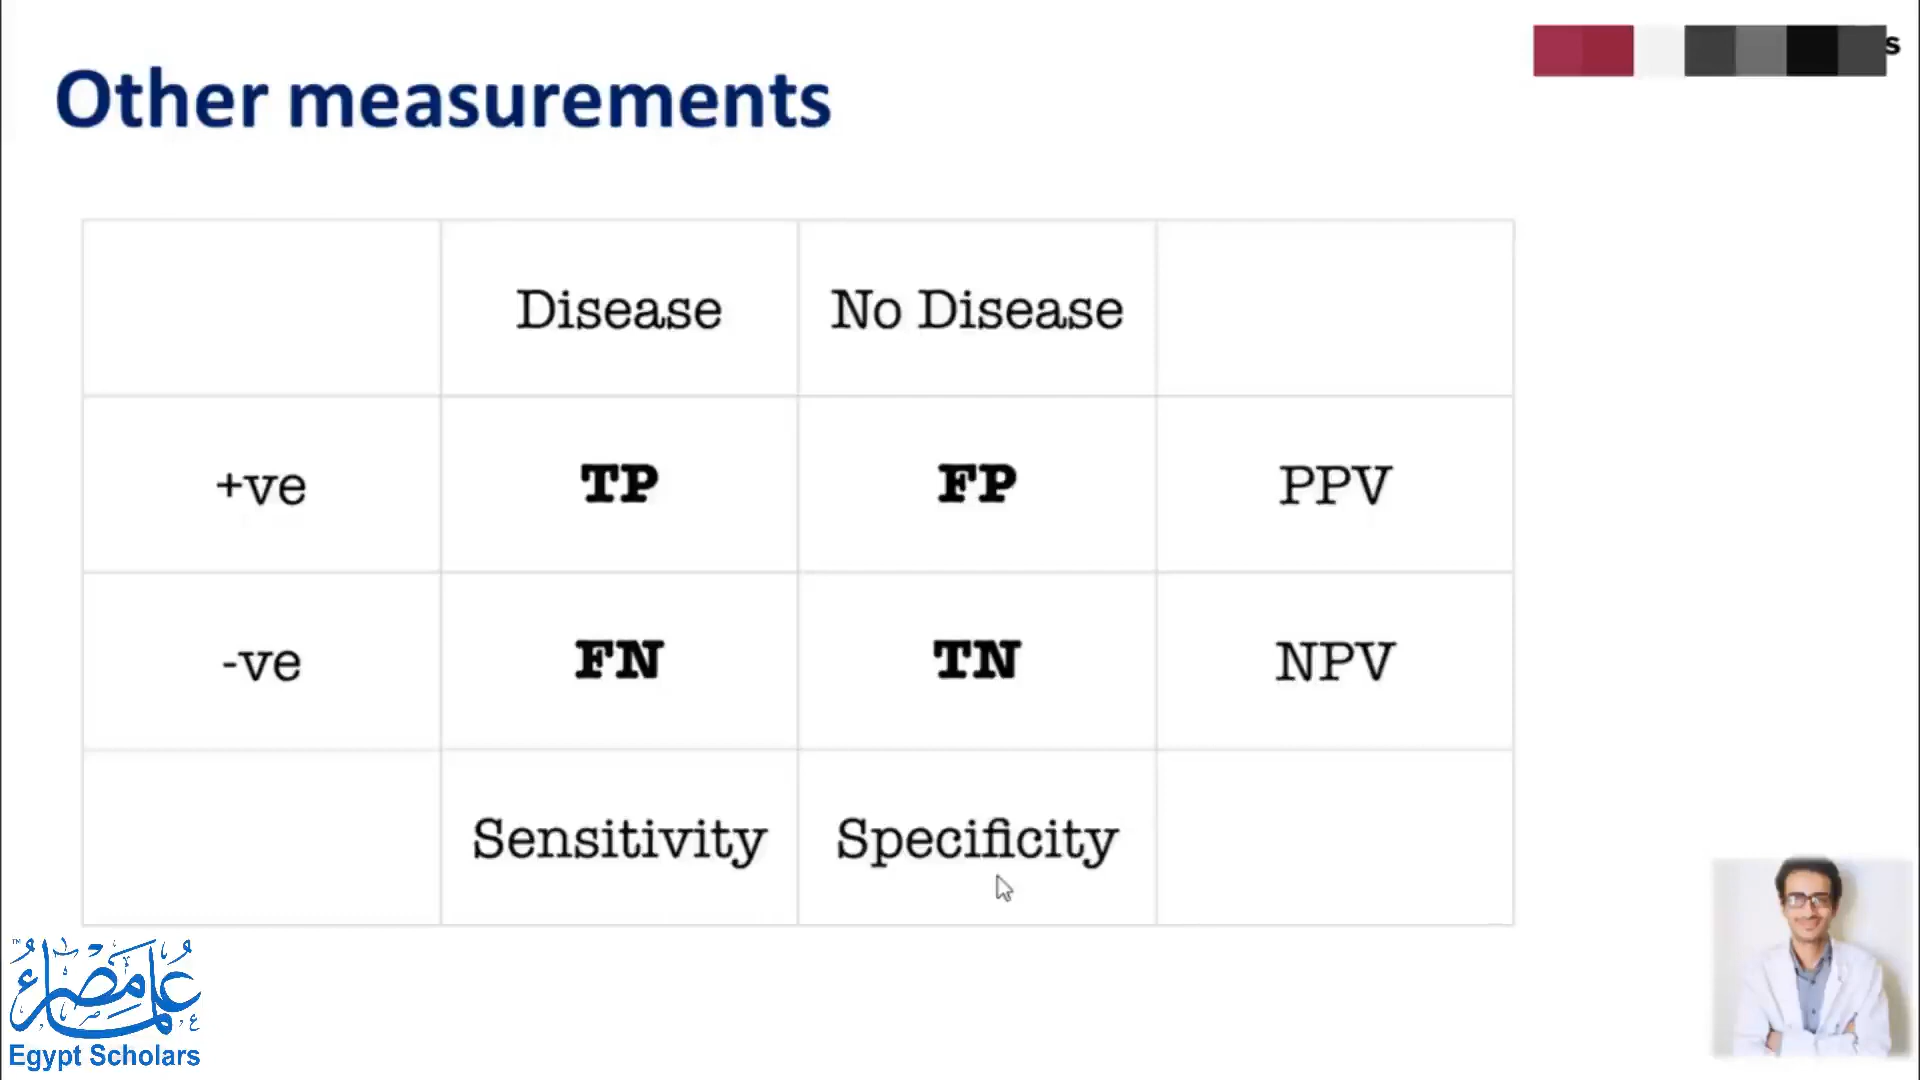 Other measurements
s
Disease No Disease
+ve TP FP PPV
-ve FN TN NPV
Sensitivity Specificity
علماء مصر
Egypt Scholars